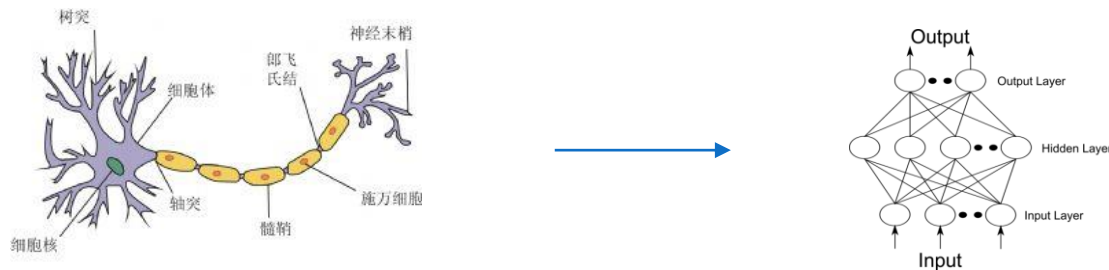 树突
神经末梢
郎飞
氏结
细胞体
轴突
施万细胞
髓鞘
细胞核
Output
Output Layer
Hidden Layer
Input Layer
Input